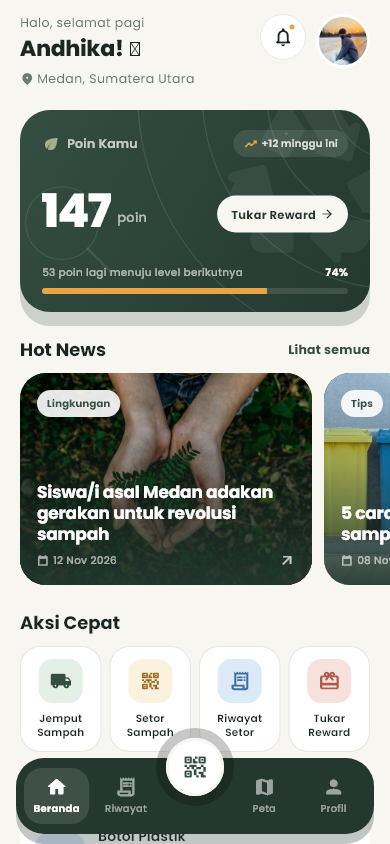 Halo, selamat pagi
Andhika!
Medan, Sumatera Utara
Poin Kamu
+12 minggu ini
147 poin
Tukar Reward →
53 poin lagi menuju level berikutnya
74%
Hot News
Lihat semua
Lingkungan
Siswa/i asal Medan adakan
gerakan untuk revolusi
sampah
12 Nov 2026
Tips
5 cara
08 Nov
Aksi Cepat
Jemput
Sampah
Setor
Sampah
Riwayat
Setor
Tukar
Reward
Beranda
Riwayat
Peta
Profil
Botol Plastik